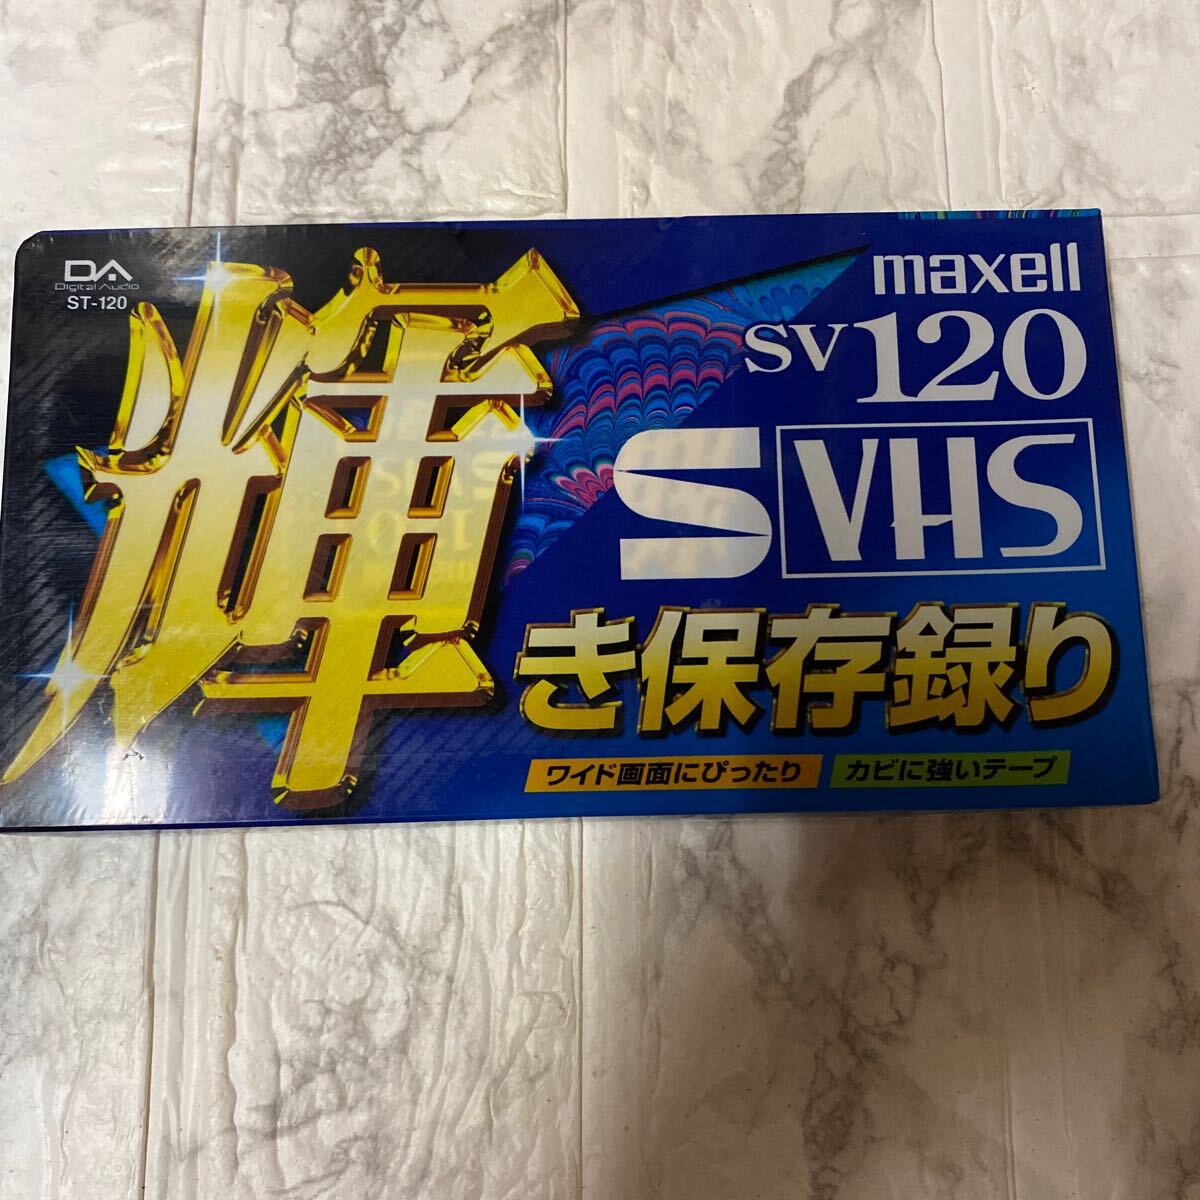 DA
Digital Audio
ST-120
maxell
SV120
S VHS
輝き保存録り
ワイド画面にぴったり
カビに強いテープ